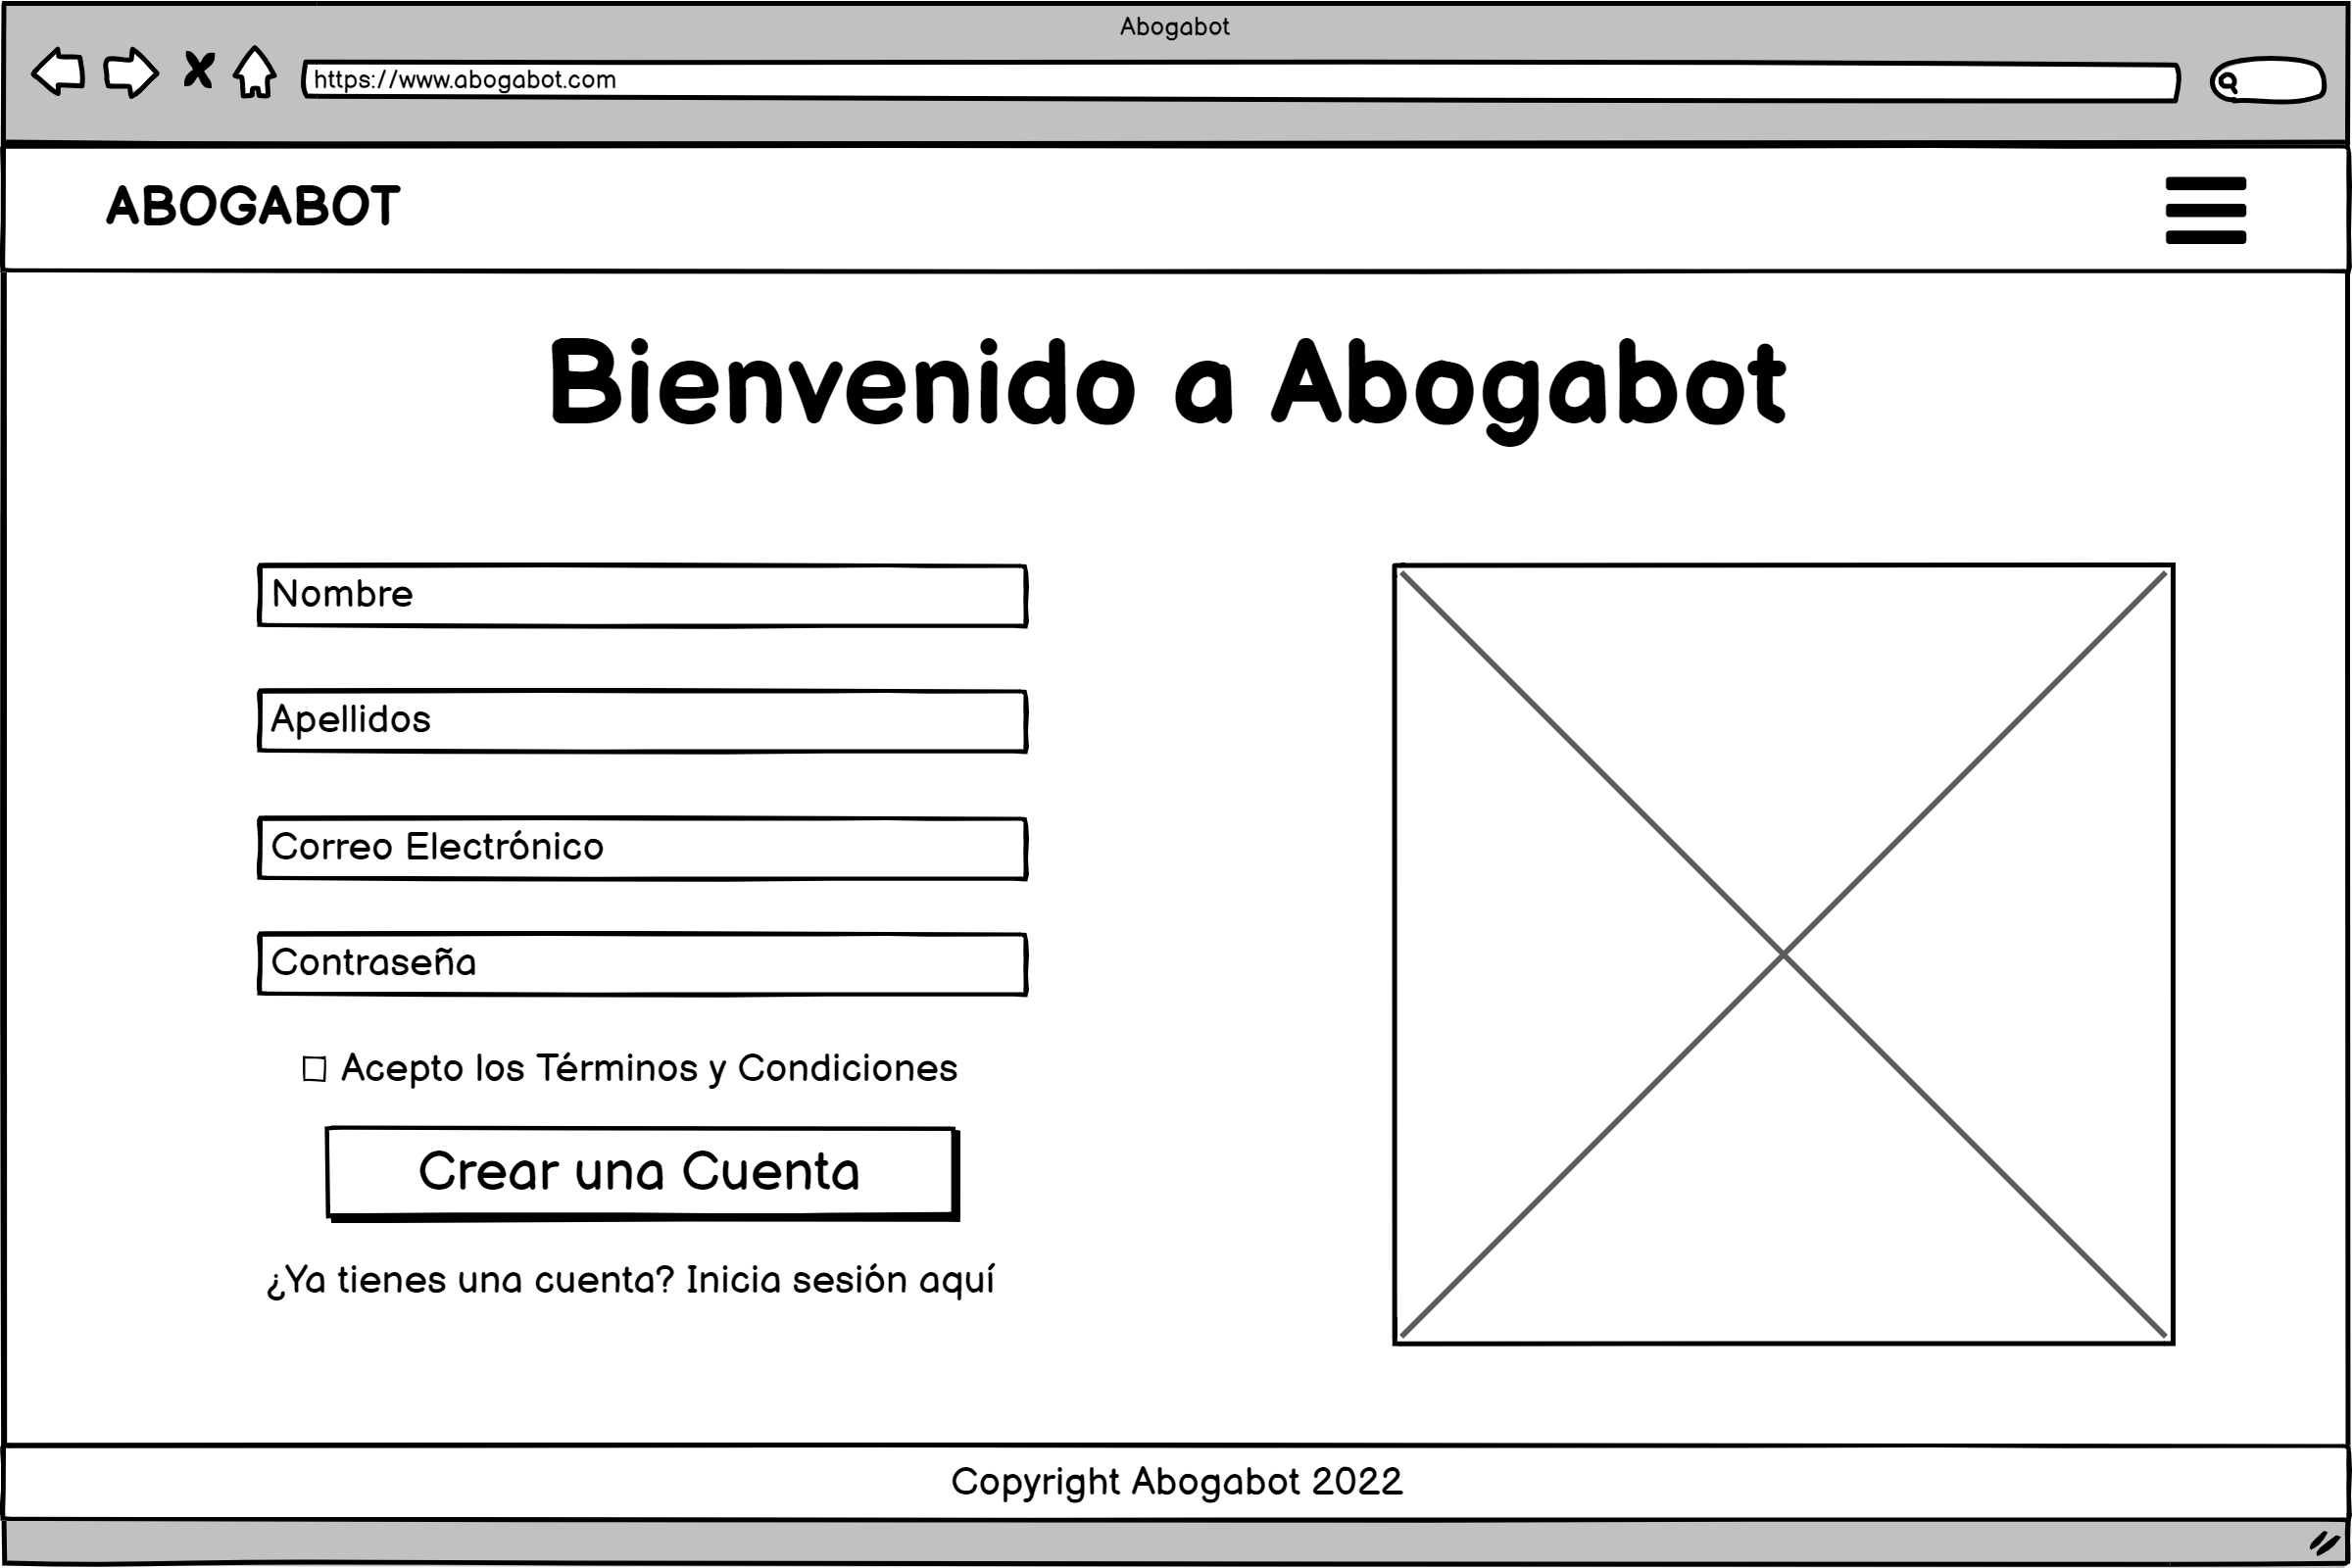 Abogabot
https://www.abogabot.com
ABOGABOT
Bienvenido a Abogabot
Nombre
Apellidos
Correo Electrónico
Contraseña
Acepto los Términos y Condiciones
Crear una Cuenta
¿Ya tienes una cuenta? Inicia sesión aquí
Copyright Abogabot 2022